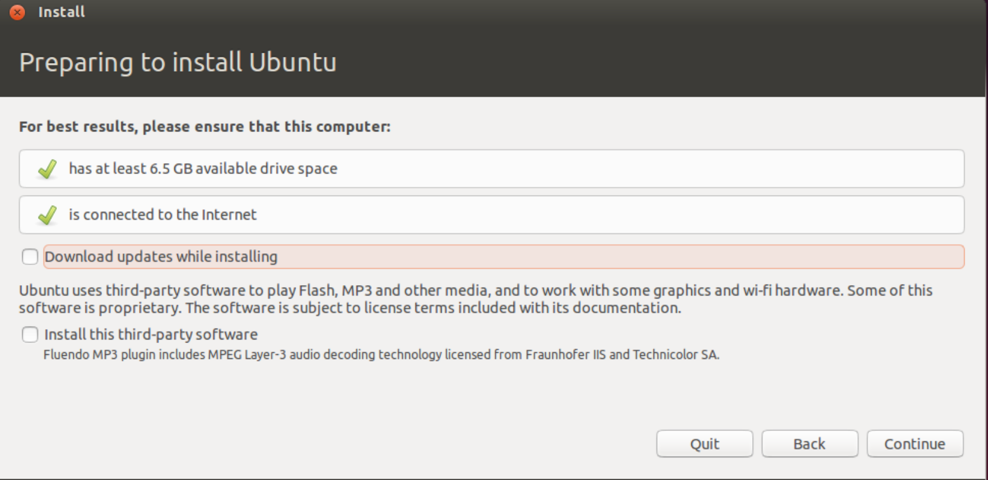 Install
Preparing to install Ubuntu
For best results, please ensure that this computer:
has at least 6.5 GB available drive space
is connected to the Internet
Download updates while installing
Ubuntu uses third-party software to play Flash, MP3 and other media, and to work with some graphics and wi-fi hardware. Some of this
software is proprietary. The software is subject to license terms included with its documentation.
Install this third-party software
Fluendo MP3 plugin includes MPEG Layer-3 audio decoding technology licensed from Fraunhofer IIS and Technicolor SA.
Quit Back Continue